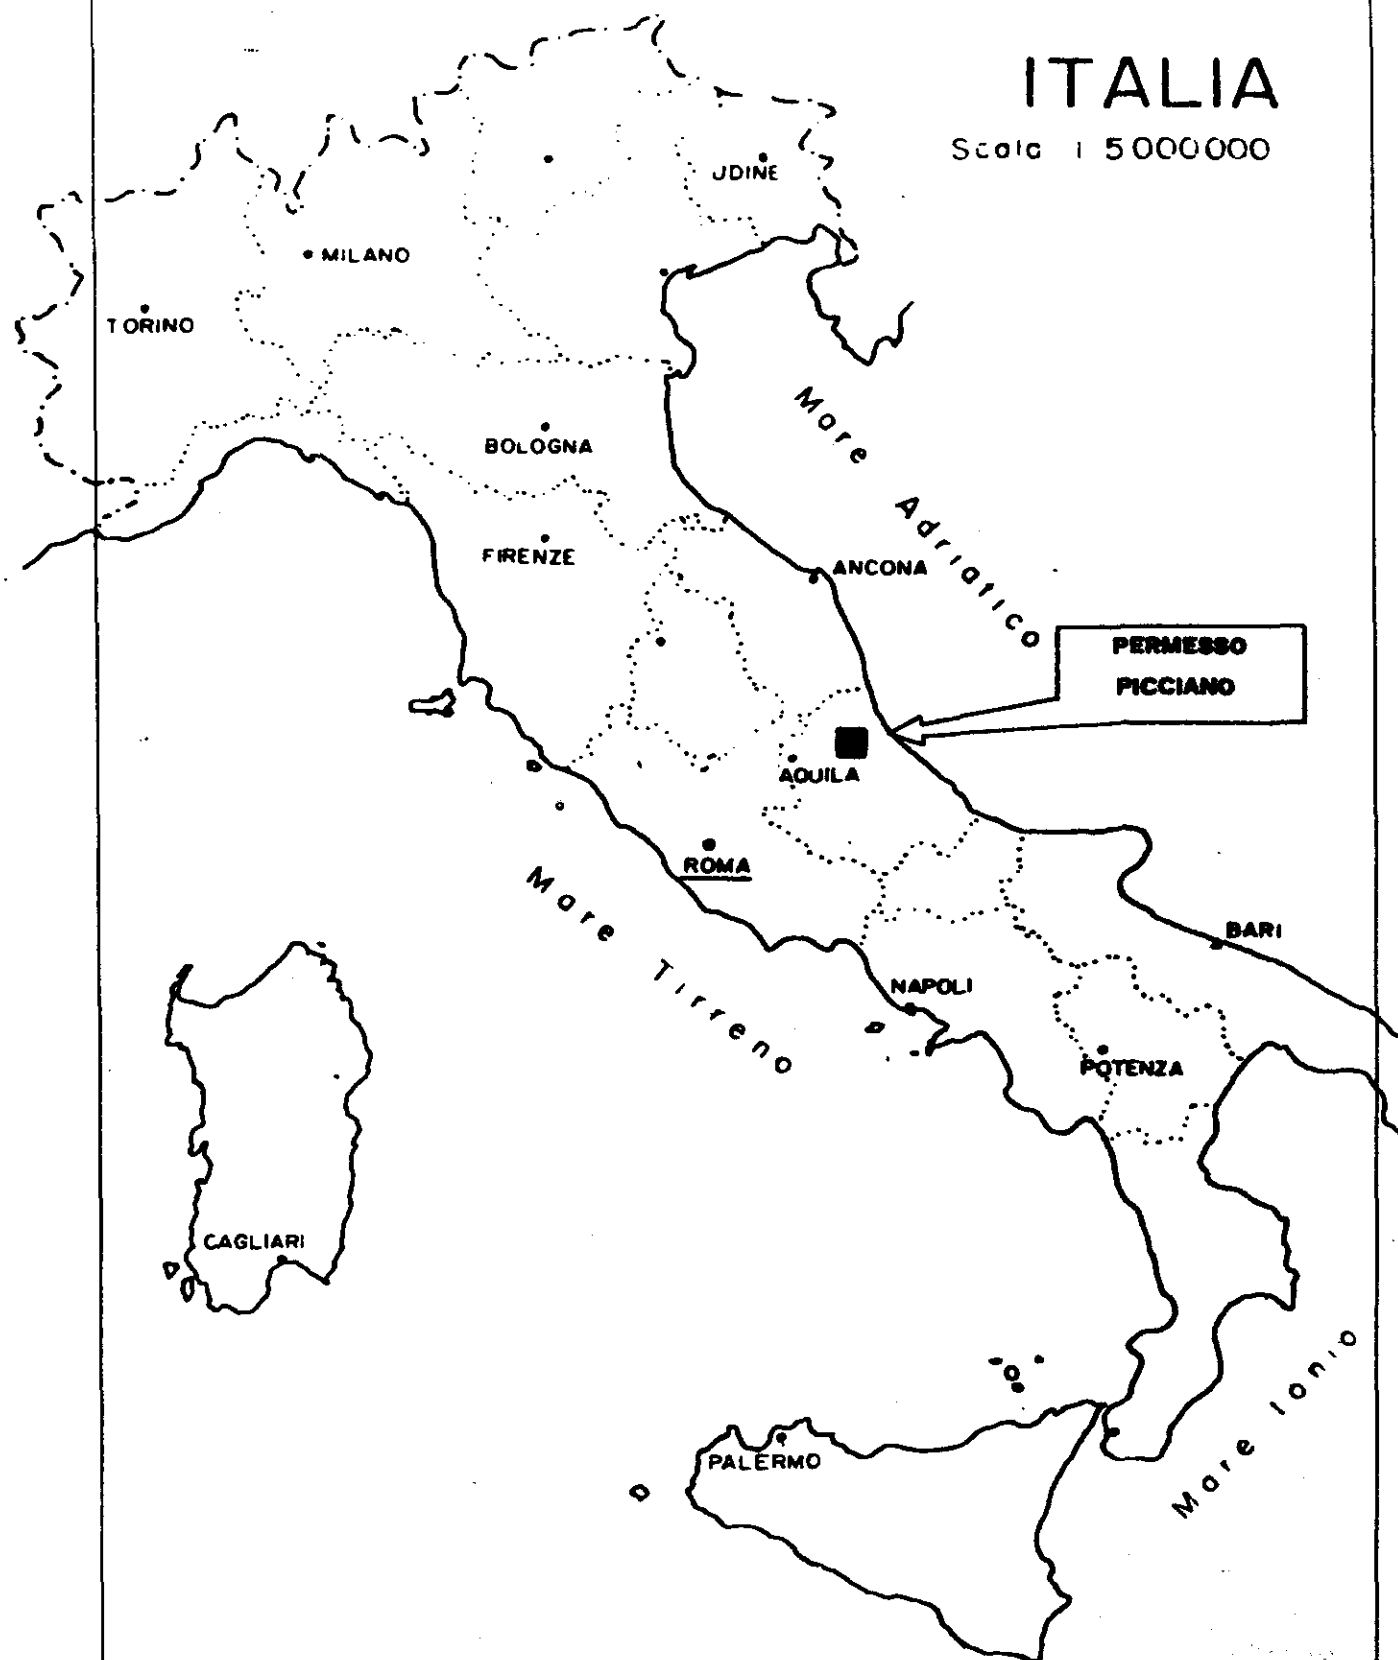 ITALIA
Scala 1 5000000
UDINE
MILANO
TORINO
BOLOGNA
FIRENZE
Mare Adriatico
ANCONA
PERMESSO
PICCIANO
AQUILA
ROMA
Mare Tirreno
BARI
NAPOLI
POTENZA
CAGLIARI
Mare Ionio
PALERMO